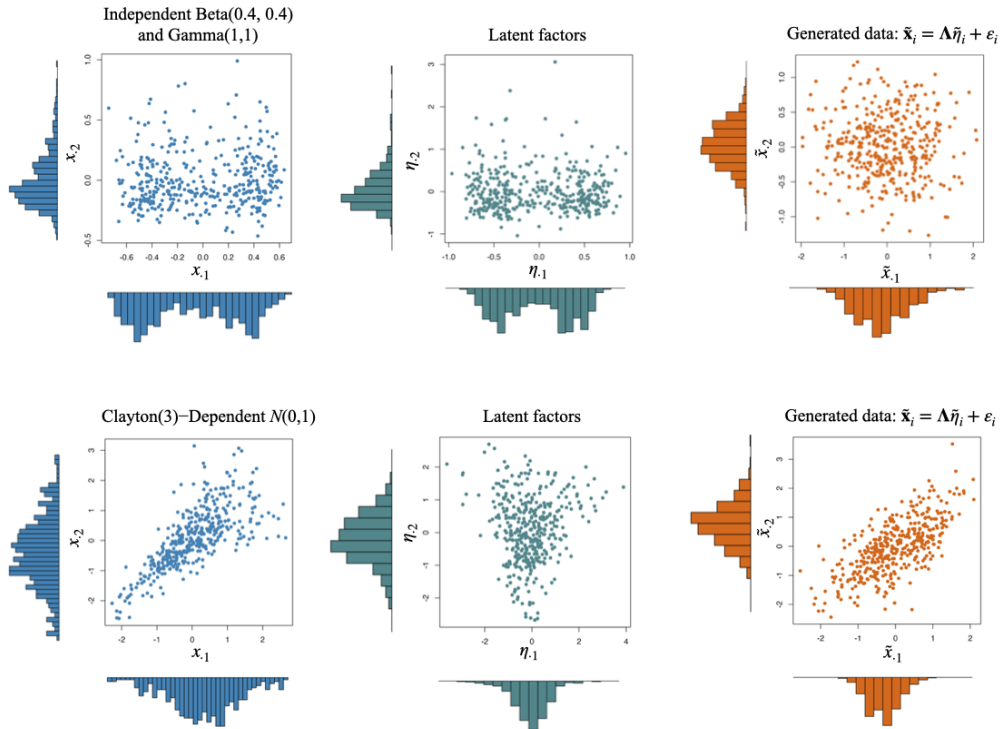 Independent Beta(0.4, 0.4)
and Gamma(1,1)
Latent factors
Generated data: x̃ᵢ = Λη̃ᵢ + εᵢ
x.2
1.0
0.5
0.0
-0.5
-0.6 -0.4 -0.2 0.0 0.2 0.4 0.6
x.1
η.2
3
2
1
0
-1
-1.0 -0.5 0.0 0.5 1.0
η.1
x̃.2
1.0
0.5
0.0
-0.5
-1.0
-2 -1 0 1 2
x̃.1
Clayton(3)−Dependent N(0,1)
Latent factors
Generated data: x̃ᵢ = Λη̃ᵢ + εᵢ
x.2
3
2
1
0
-1
-2
-2 -1 0 1 2
x.1
η.2
2
1
0
-1
-2
-2 0 2 4
η.1
x̃.2
3
2
1
0
-1
-2
-2 -1 0 1 2
x̃.1